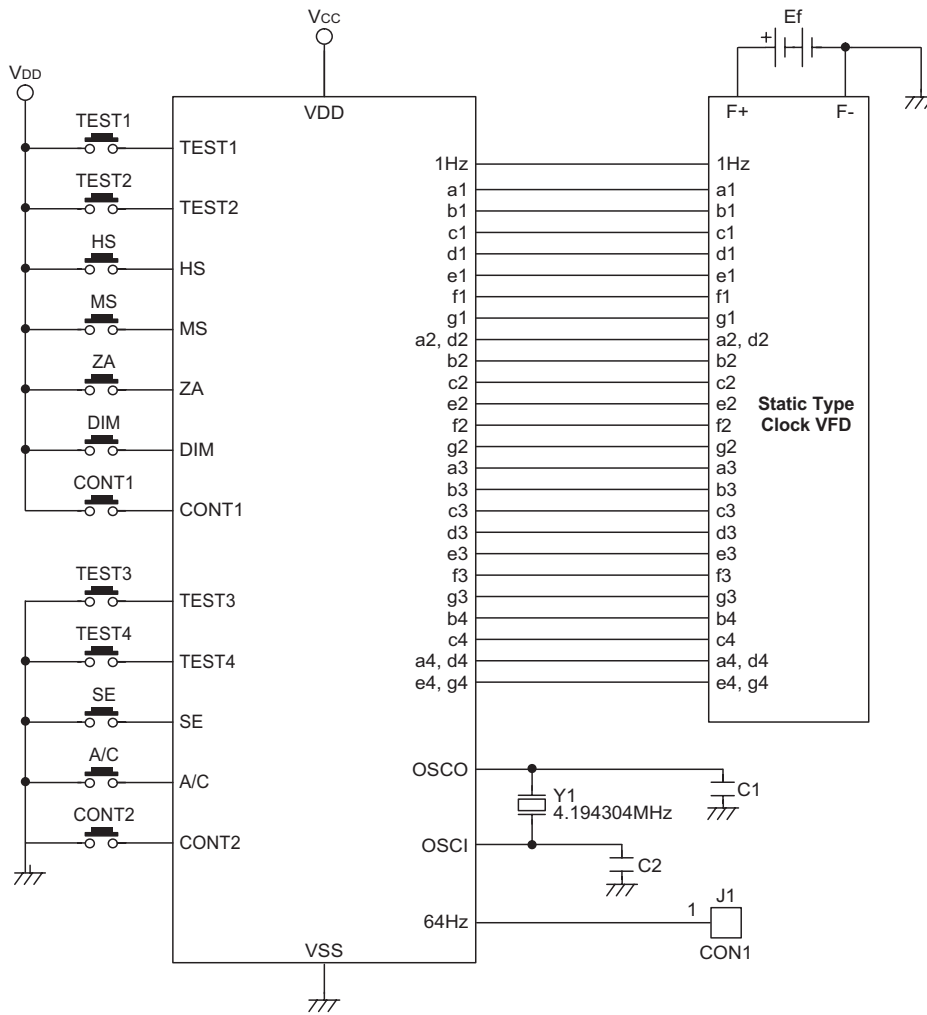 VCC
Ef
+
VDD
VDD
F+
F-
TEST1
TEST1
TEST2
TEST2
HS
HS
MS
MS
ZA
ZA
DIM
DIM
CONT1
CONT1
TEST3
TEST3
TEST4
TEST4
SE
SE
A/C
A/C
CONT2
CONT2
1Hz
1Hz
a1
a1
b1
b1
c1
c1
d1
d1
e1
e1
f1
f1
g1
g1
a2, d2
a2, d2
b2
b2
c2
c2
e2
e2
f2
f2
g2
g2
a3
a3
b3
b3
c3
c3
d3
d3
e3
e3
f3
f3
g3
g3
b4
b4
c4
c4
a4, d4
a4, d4
e4, g4
e4, g4
Static Type
Clock VFD
OSCO
C1
Y1
4.194304MHz
OSCI
C2
64Hz
1
J1
CON1
VSS